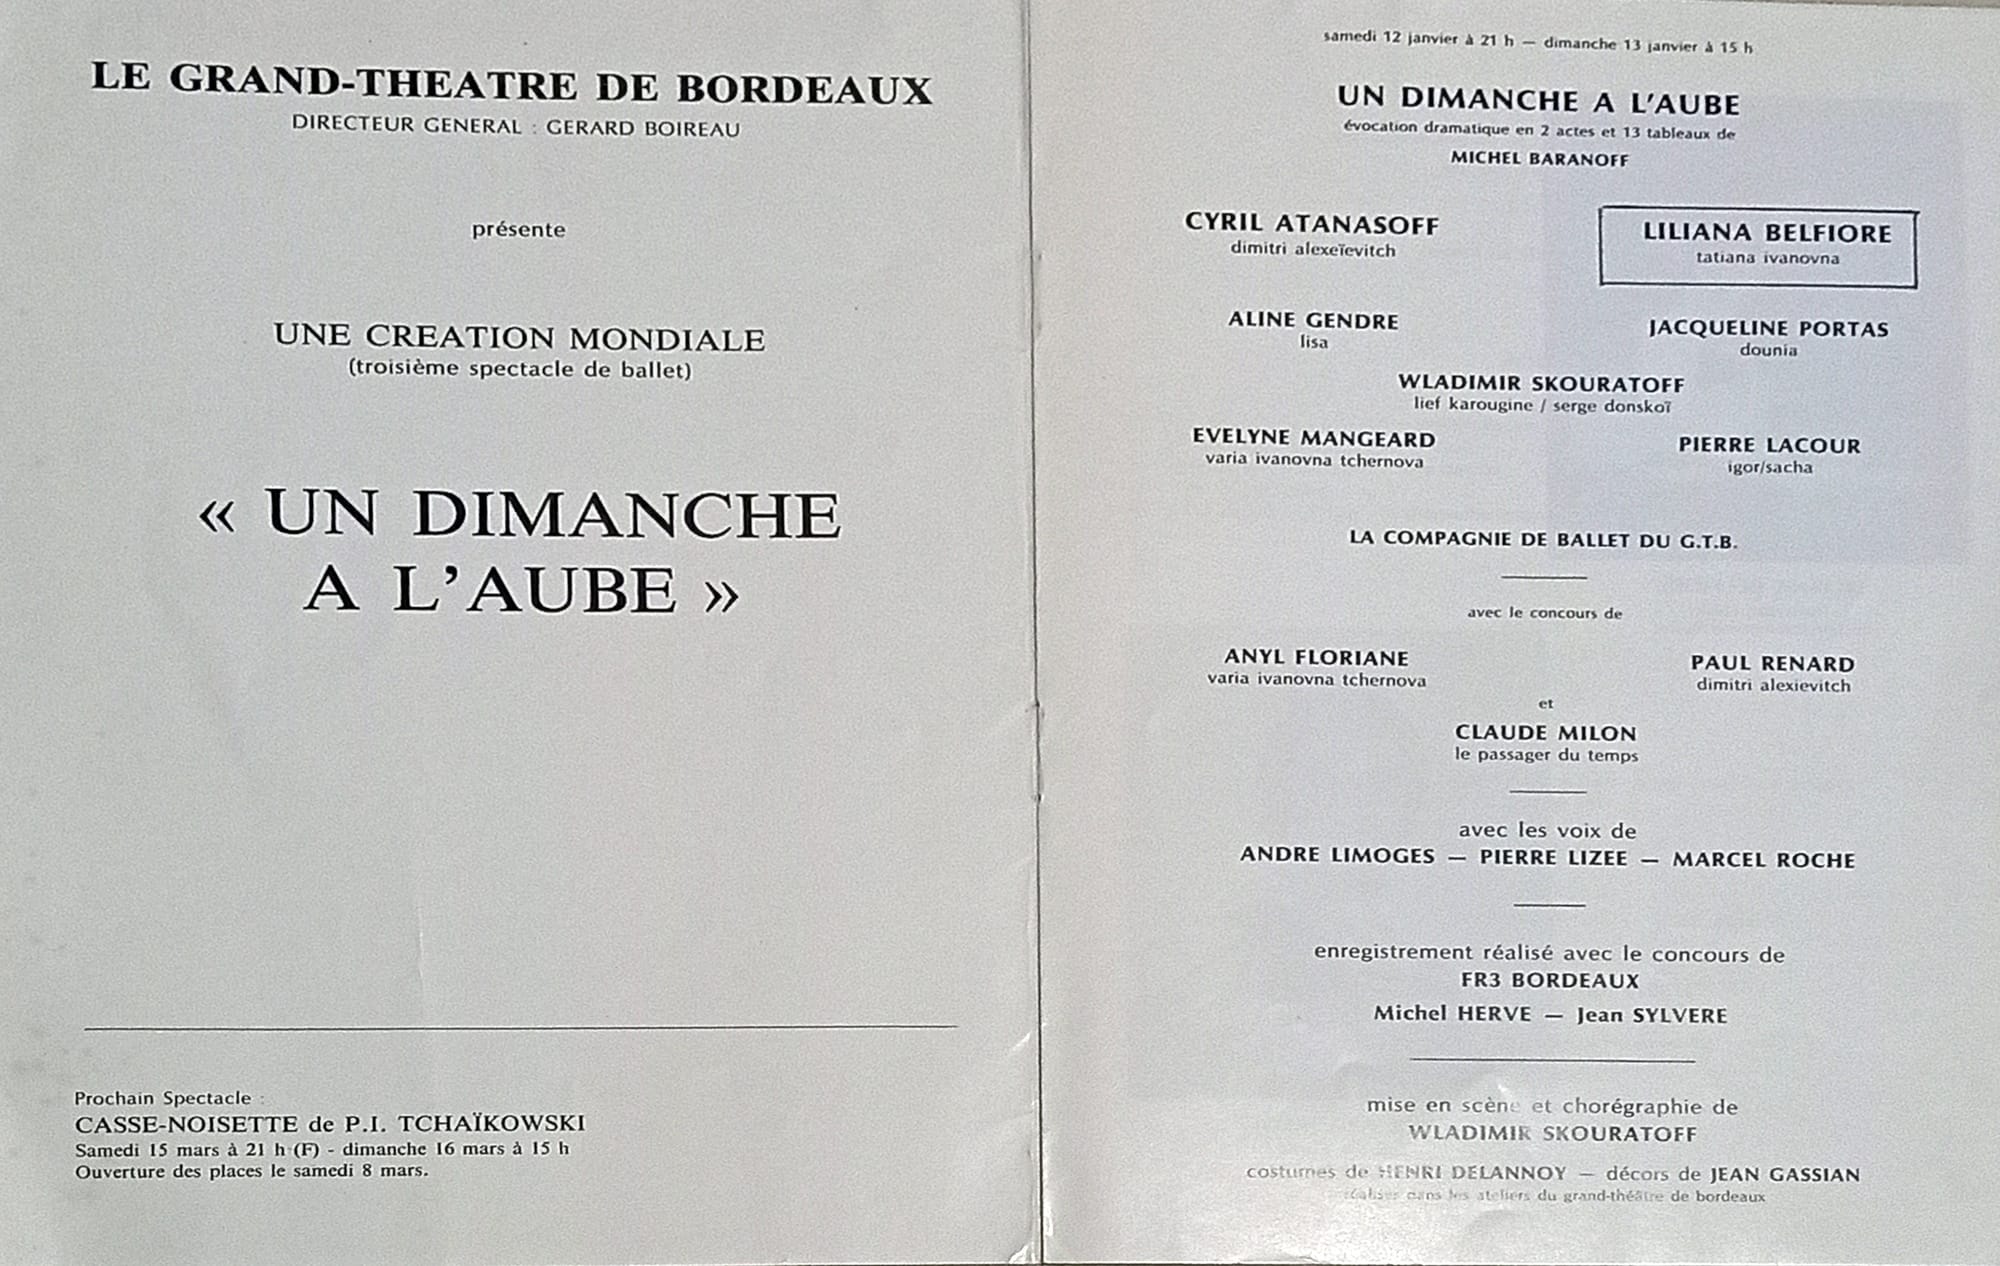 LE GRAND-THEATRE DE BORDEAUX
DIRECTEUR GENERAL : GERARD BOIREAU
présente
UNE CREATION MONDIALE
(troisième spectacle de ballet)
« UN DIMANCHE
A L'AUBE »
Prochain Spectacle :
CASSE-NOISETTE de P.I. TCHAÏKOWSKI
Samedi 15 mars à 21 h (F) - dimanche 16 mars à 15 h
Ouverture des places le samedi 8 mars.
samedi 12 janvier à 21 h — dimanche 13 janvier à 15 h
UN DIMANCHE A L'AUBE
évocation dramatique en 2 actes et 13 tableaux de
MICHEL BARANOFF
CYRIL ATANASOFF
dimitri alexeïevitch
LILIANA BELFIORE
tatiana ivanovna
ALINE GENDRE
lisa
JACQUELINE PORTAS
dounia
WLADIMIR SKOURATOFF
lief karougine / serge donskoï
EVELYNE MANGEARD
varia ivanovna tchernova
PIERRE LACOUR
igor/sacha
LA COMPAGNIE DE BALLET DU G.T.B.
avec le concours de
ANYL FLORIANE
varia ivanovna tchernova
PAUL RENARD
dimitri alexievitch
et
CLAUDE MILON
le passager du temps
avec les voix de
ANDRE LIMOGES — PIERRE LIZEE — MARCEL ROCHE
enregistrement réalisé avec le concours de
FR3 BORDEAUX
Michel HERVE — Jean SYLVERE
mise en scène et chorégraphie de
WLADIMIR SKOURATOFF
costumes de HENRI DELANNOY — décors de JEAN GASSIAN
réalisés dans les ateliers du grand-théâtre de bordeaux